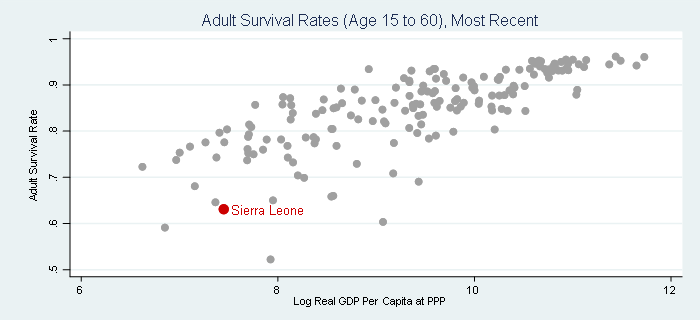 Adult Survival Rates (Age 15 to 60), Most Recent
Adult Survival Rate
1
.9
.8
.7
.6
.5
Sierra Leone
6 8 10 12
Log Real GDP Per Capita at PPP